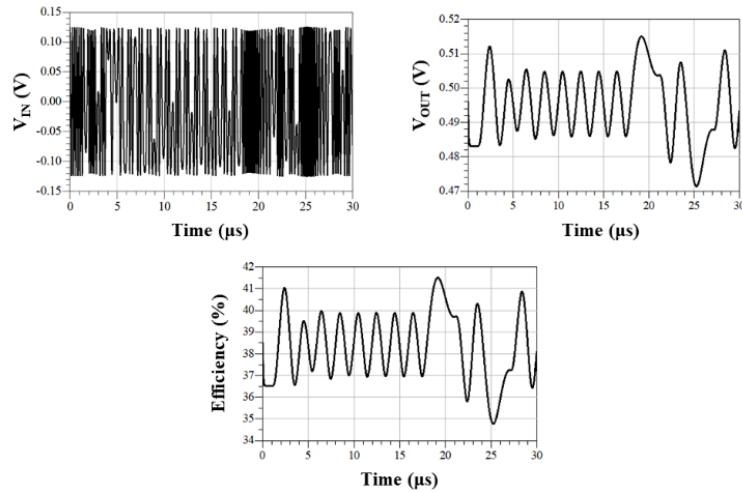 0.15
0.10
0.05
0.00
-0.05
-0.10
-0.15
V_IN (V)
0 5 10 15 20 25 30
Time (µs)
0.52
0.51
0.50
0.49
0.48
0.47
V_OUT (V)
0 5 10 15 20 25 30
Time (µs)
42
41
40
39
38
37
36
35
34
Efficiency (%)
0 5 10 15 20 25 30
Time (µs)